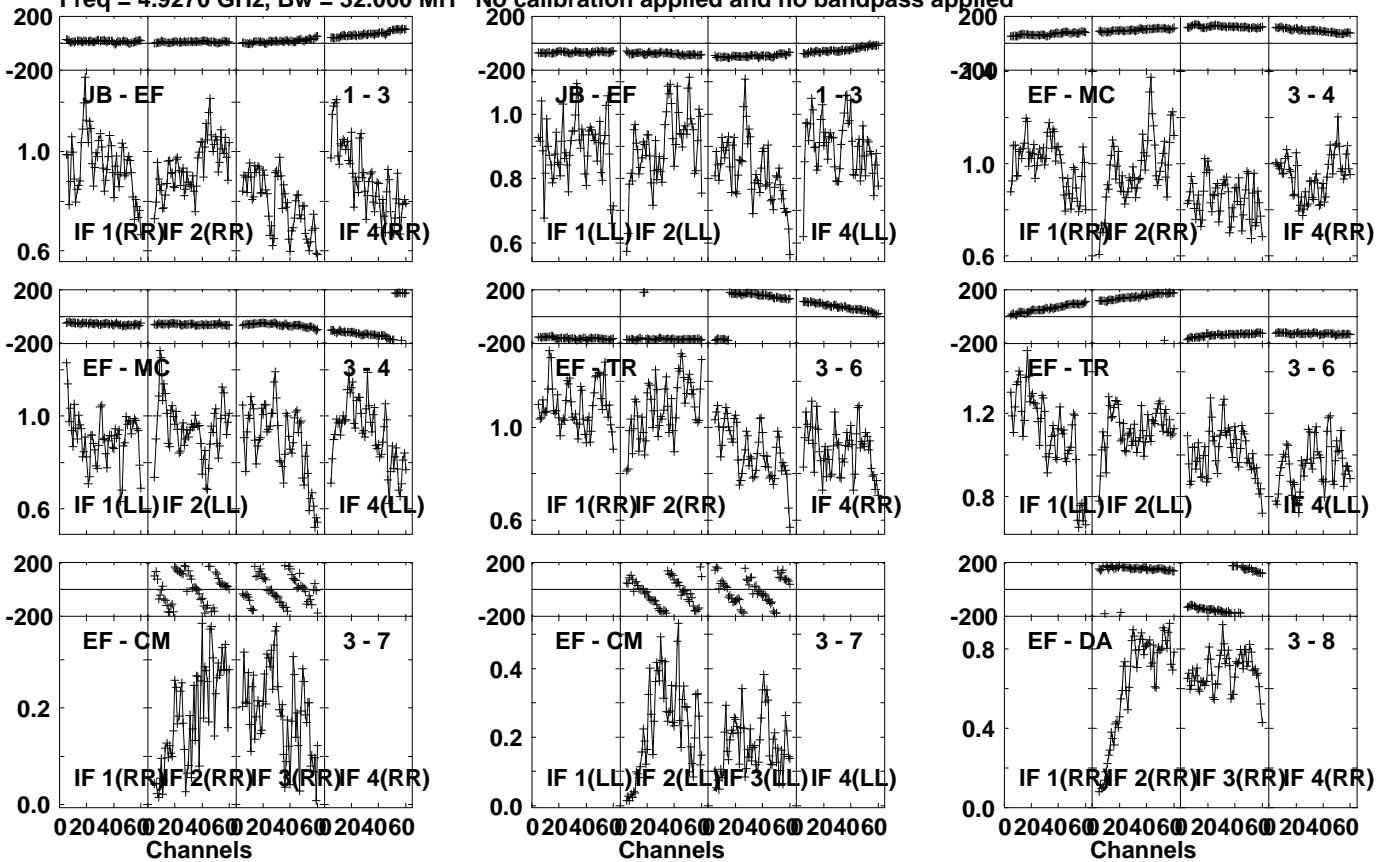 Freq = 4.9270 GHz, Bw = 32.000 MH No calibration applied and no bandpass applied
200
-200
JB - EF 1 - 3
1.0
0.6
IF 1(RR) IF 2(RR) IF 4(RR)
200
-200
JB - EF 1 - 3
1.0
0.8
0.6
IF 1(LL) IF 2(LL) IF 4(LL)
200
-200
1.4
EF - MC 3 - 4
1.0
0.6
IF 1(RR) IF 2(RR) IF 4(RR)
200
-200
EF - MC 3 - 4
1.0
0.6
IF 1(LL) IF 2(LL) IF 4(LL)
200
-200
EF - TR 3 - 6
1.0
0.6
IF 1(RR) IF 2(RR) IF 4(RR)
200
-200
EF - TR 3 - 6
1.2
0.8
IF 1(LL) IF 2(LL) IF 4(LL)
200
-200
EF - CM 3 - 7
0.2
0.0
IF 1(RR) IF 2(RR) IF 3(RR) IF 4(RR)
0 20 40 60 0 20 40 60 0 20 40 60 0 20 40 60
Channels
200
-200
EF - CM 3 - 7
0.4
0.2
0.0
IF 1(LL) IF 2(LL) IF 3(LL) IF 4(LL)
0 20 40 60 0 20 40 60 0 20 40 60 0 20 40 60
Channels
200
-200
EF - DA 3 - 8
0.8
0.4
0.0
IF 1(RR) IF 2(RR) IF 3(RR) IF 4(RR)
0 20 40 60 0 20 40 60 0 20 40 60 0 20 40 60
Channels